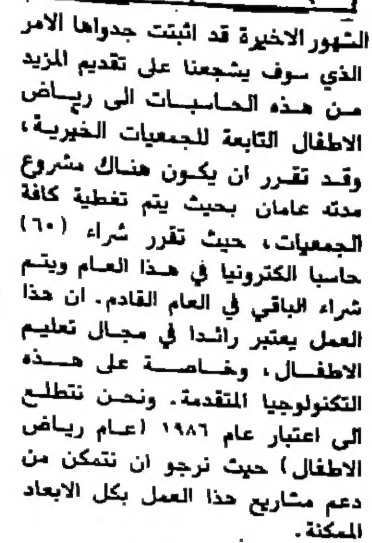 الشهور الاخيرة قد اثبتت جدواها الامر
الذي سوف يشجعنا على تقديم المزيد
من هذه الحاسبات الى رياض
الاطفال التابعة للجمعيات الخيرية،
وقد تقرر ان يكون هناك مشروع
مدته عامان بحيث يتم تغطية كافة
الجمعيات، حيث تقرر شراء (٦٠)
حاسبا الكترونيا في هذا العام ويتم
شراء الباقي في العام القادم. ان هذا
العمل يعتبر رائدا في مجال تعليم
الاطفال، وخاصة على هذه
التكنولوجيا المتقدمة. ونحن نتطلع
الى اعتبار عام ١٩٨٦ (عام رياض
الاطفال) حيث نرجو ان نتمكن من
دعم مشاريع هذا العمل بكل الابعاد
الممكنة.